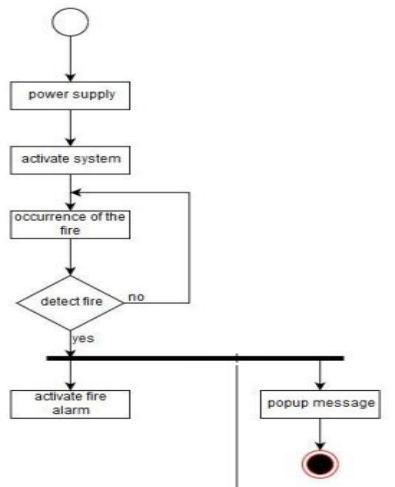 power supply
activate system
occurrence of the
fire
detect fire
no
yes
activate fire
alarm
popup message